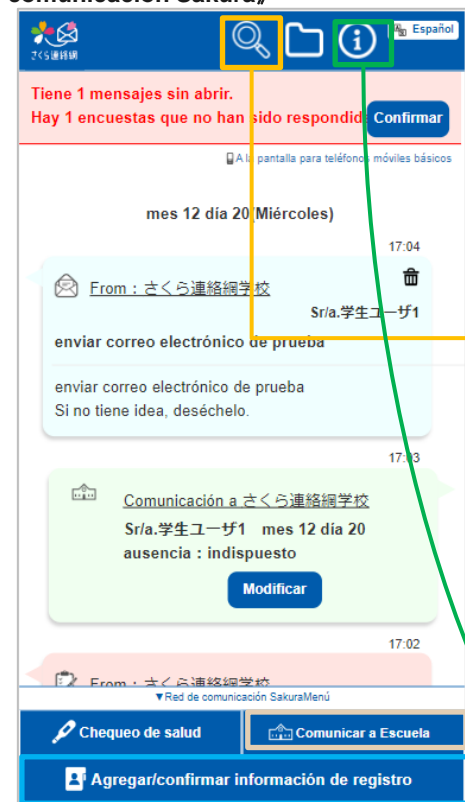 comunicación Sakura》
さくら連絡網
Español
Tiene 1 mensajes sin abrir.
Hay 1 encuestas que no han sido respondid
Confirmar
A la pantalla para teléfonos móviles básicos
mes 12 día 20(Miércoles)
17:04
From : さくら連絡網学校
Sr/a.学生ユーザ1
enviar correo electrónico de prueba
enviar correo electrónico de prueba
Si no tiene idea, deséchelo.
17:03
Comunicación a さくら連絡網学校
Sr/a.学生ユーザ1 mes 12 día 20
ausencia : indispuesto
Modificar
17:02
From : さくら連絡網学校
▼Red de comunicación SakuraMenú
Chequeo de salud
Comunicar a Escuela
Agregar/confirmar información de registro